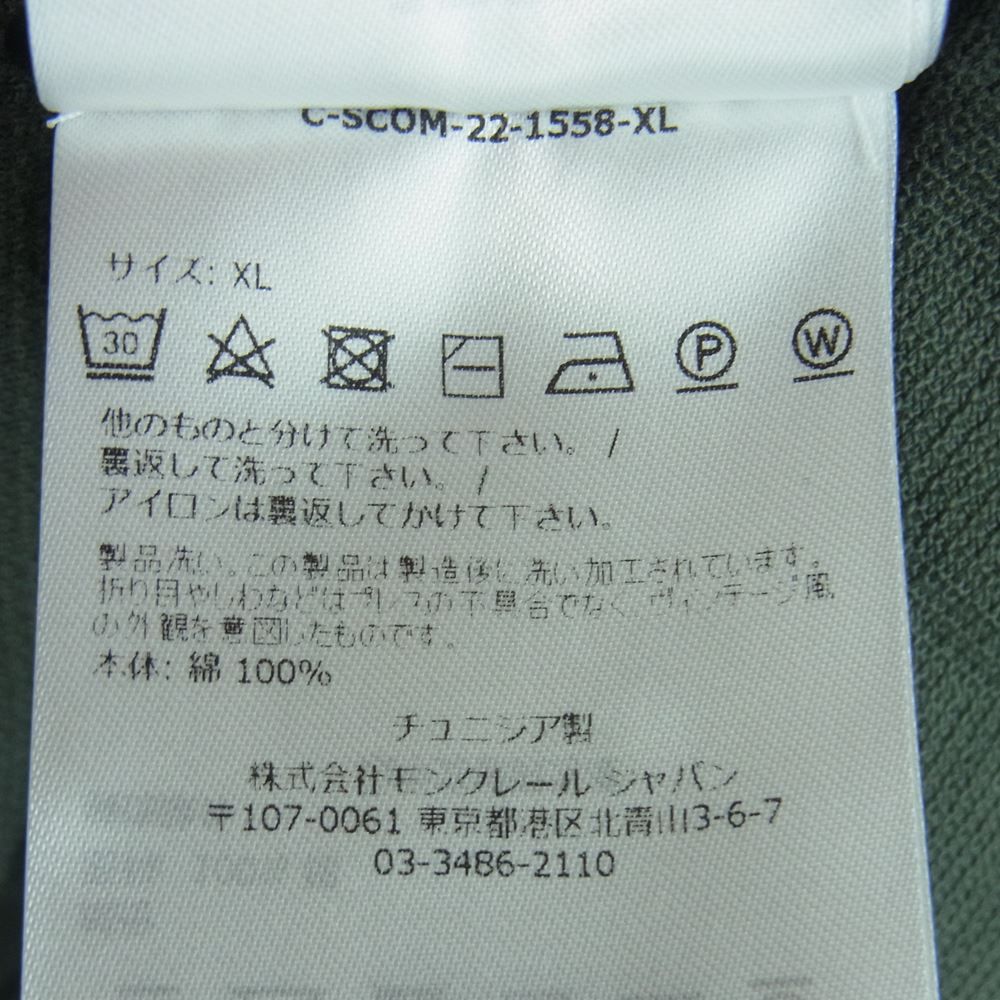 C-SCOM-22-1558-XL
サイズ: XL
30
P
W
他のものと分けて洗って下さい。 /
裏返して洗って下さい。 /
アイロンは裏返してかけて下さい。
製品洗い。この製品は製造後に洗い加工されています。
折り目やしわなどはプレスの不具合でなく ヴィンテージ風
の外観を意図したものです。
本体: 綿 100%
チュニジア製
株式会社モンクレール ジャパン
〒107-0061 東京都港区北青山3-6-7
03-3486-2110